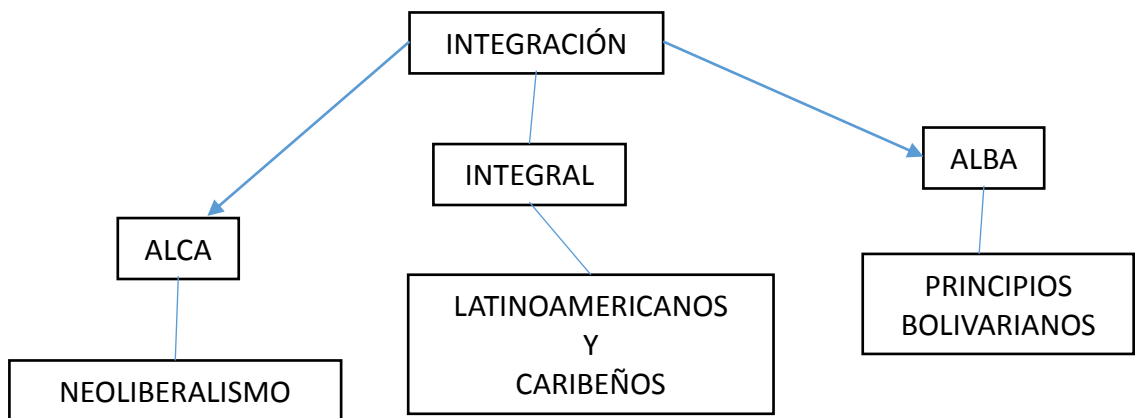 INTEGRACIÓN
INTEGRAL
ALBA
ALCA
LATINOAMERICANOS
Y
CARIBEÑOS
PRINCIPIOS
BOLIVARIANOS
NEOLIBERALISMO